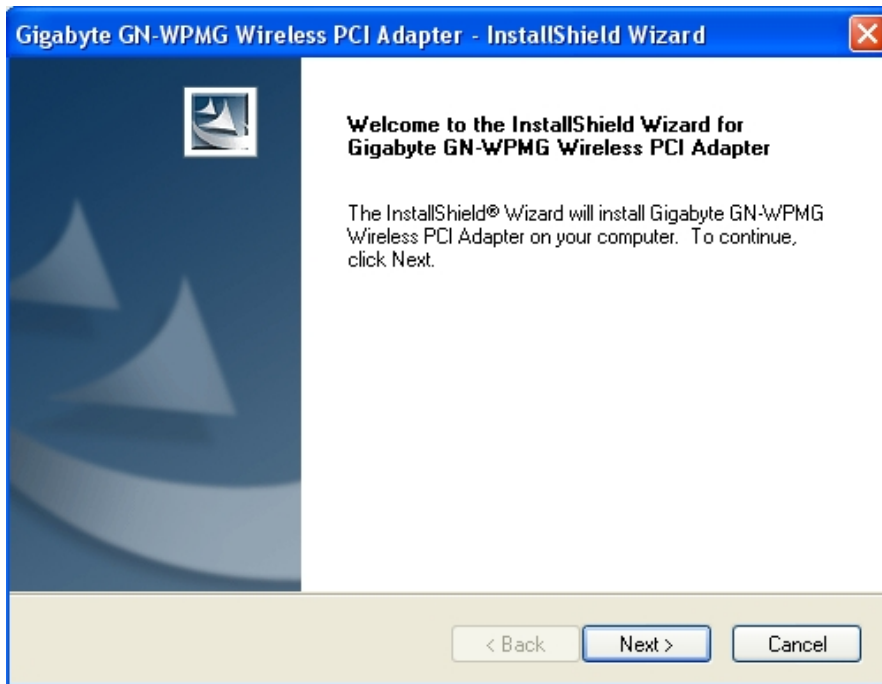 Gigabyte GN-WPMG Wireless PCI Adapter - InstallShield Wizard
Welcome to the InstallShield Wizard for
Gigabyte GN-WPMG Wireless PCI Adapter
The InstallShield® Wizard will install Gigabyte GN-WPMG
Wireless PCI Adapter on your computer. To continue,
click Next.
< Back
Next >
Cancel